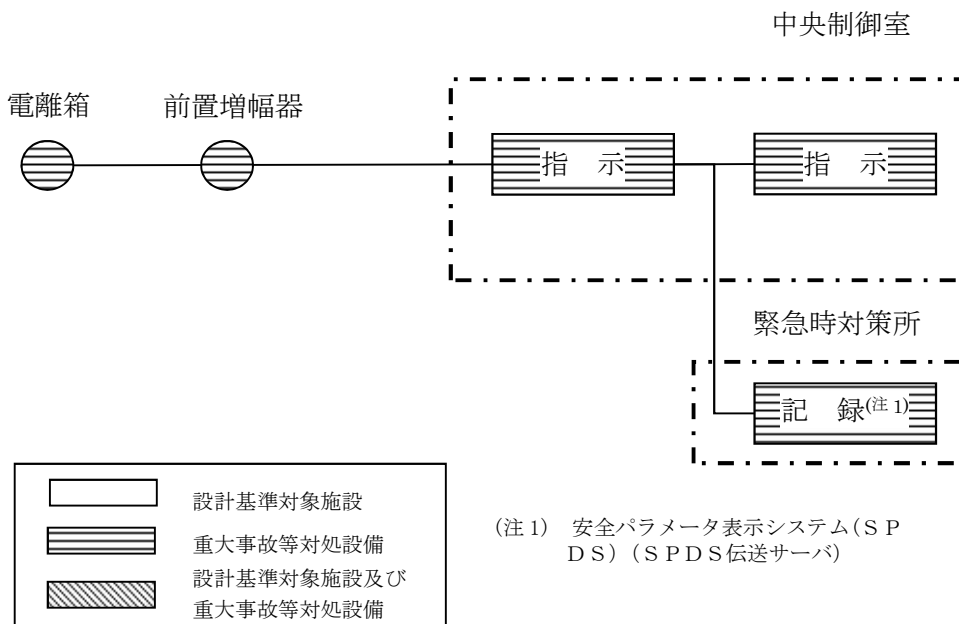 中央制御室
電離箱
前置増幅器
指　示
指　示
緊急時対策所
記　録(注 1)
設計基準対象施設
重大事故等対処設備
設計基準対象施設及び
重大事故等対処設備
(注 1)　安全パラメータ表示システム(ＳＰ
ＤＳ)（ＳＰＤＳ伝送サーバ）